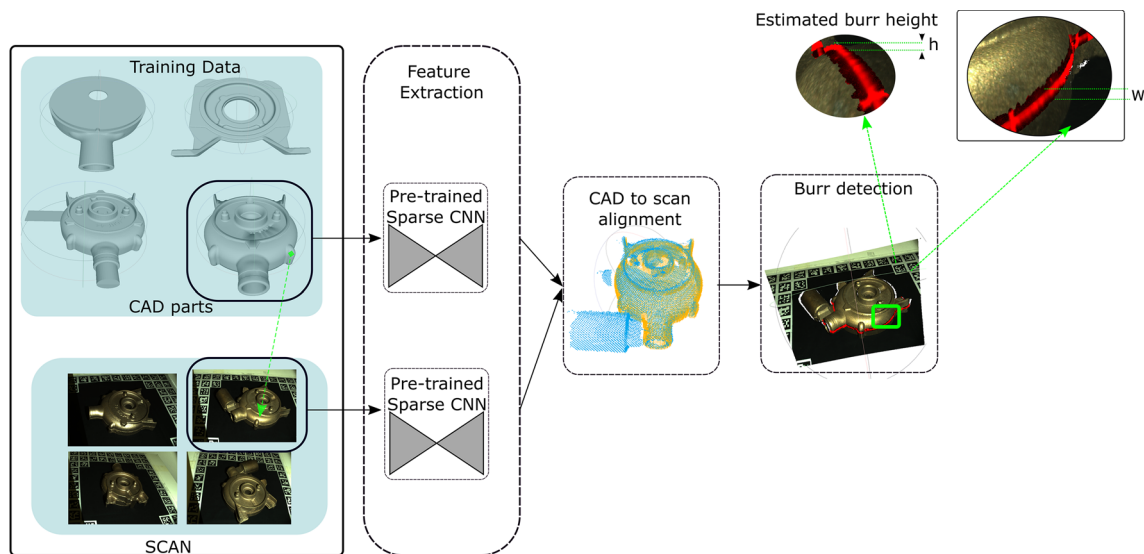 Training Data
CAD parts
SCAN
Feature
Extraction
Pre-trained
Sparse CNN
Pre-trained
Sparse CNN
CAD to scan
alignment
Burr detection
Estimated burr height
h
W